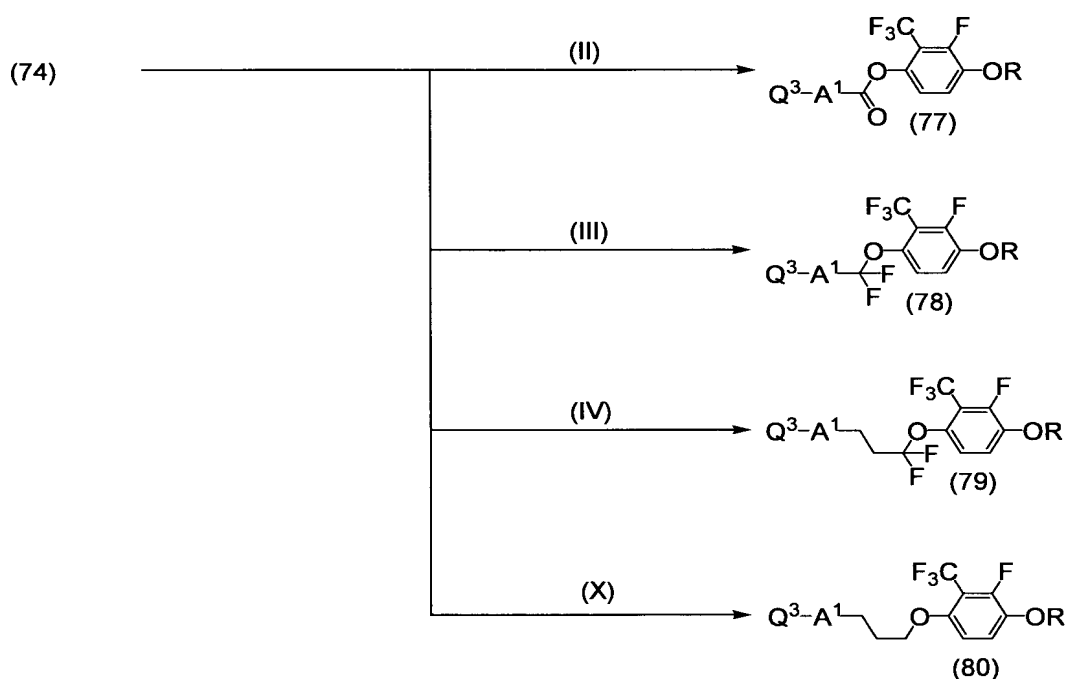 (74)
(II)
F₃C F
O OR
Q³-A¹
O
(77)
(III)
F₃C F
O OR
Q³-A¹ F
F
(78)
(IV)
F₃C F
O OR
Q³-A¹ F
F
(79)
(X)
F₃C F
Q³-A¹ O OR
(80)